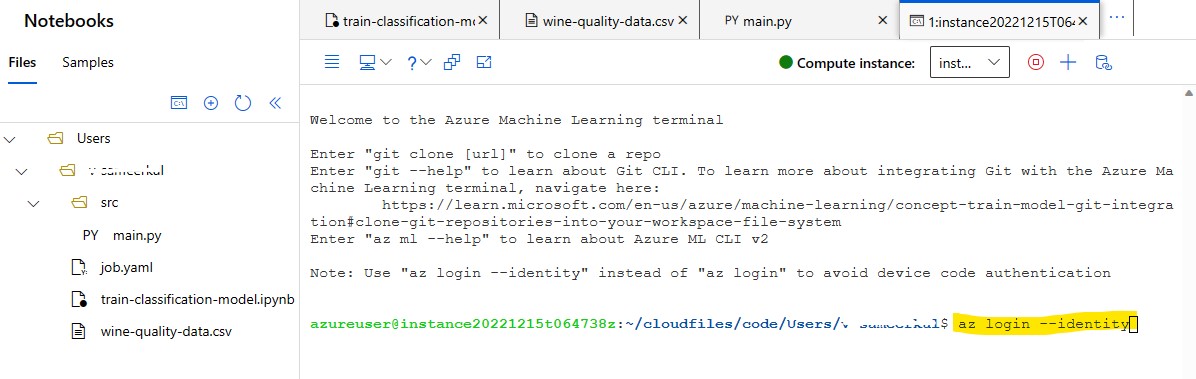 Notebooks
Files Samples
Users
src
PY main.py
job.yaml
train-classification-model.ipynb
wine-quality-data.csv
train-classification-mo
wine-quality-data.csv
PY main.py
1:instance20221215T064
...
Compute instance: inst...
Welcome to the Azure Machine Learning terminal
Enter "git clone [url]" to clone a repo
Enter "git --help" to learn about Git CLI. To learn more about integrating Git with the Azure Ma
chine Learning terminal, navigate here:
https://learn.microsoft.com/en-us/azure/machine-learning/concept-train-model-git-integra
tion#clone-git-repositories-into-your-workspace-file-system
Enter "az ml --help" to learn about Azure ML CLI v2
Note: Use "az login --identity" instead of "az login" to avoid device code authentication
azureuser@instance20221215t064738z:~/cloudfiles/code/Users/ $ az login --identity